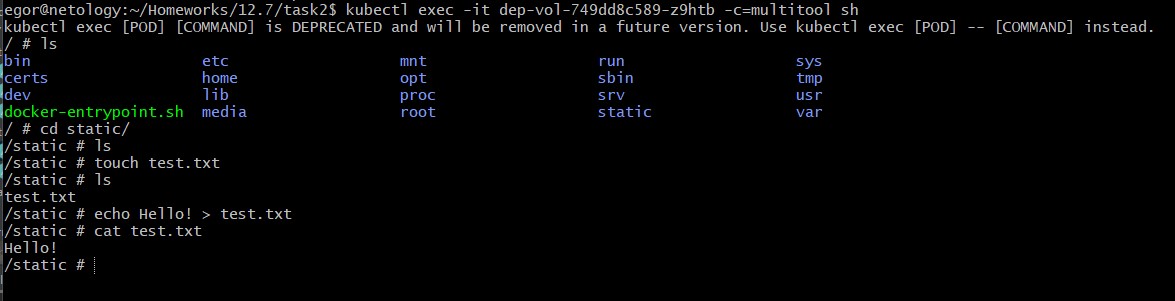 egor@netology:~/Homeworks/12.7/task2$ kubectl exec -it dep-vol-749dd8c589-z9htb -c=multitool sh
kubectl exec [POD] [COMMAND] is DEPRECATED and will be removed in a future version. Use kubectl exec [POD] -- [COMMAND] instead.
/ # ls
bin etc mnt run sys
certs home opt sbin tmp
dev lib proc srv usr
docker-entrypoint.sh media root static var
/ # cd static/
/static # ls
/static # touch test.txt
/static # ls
test.txt
/static # echo Hello! > test.txt
/static # cat test.txt
Hello!
/static #